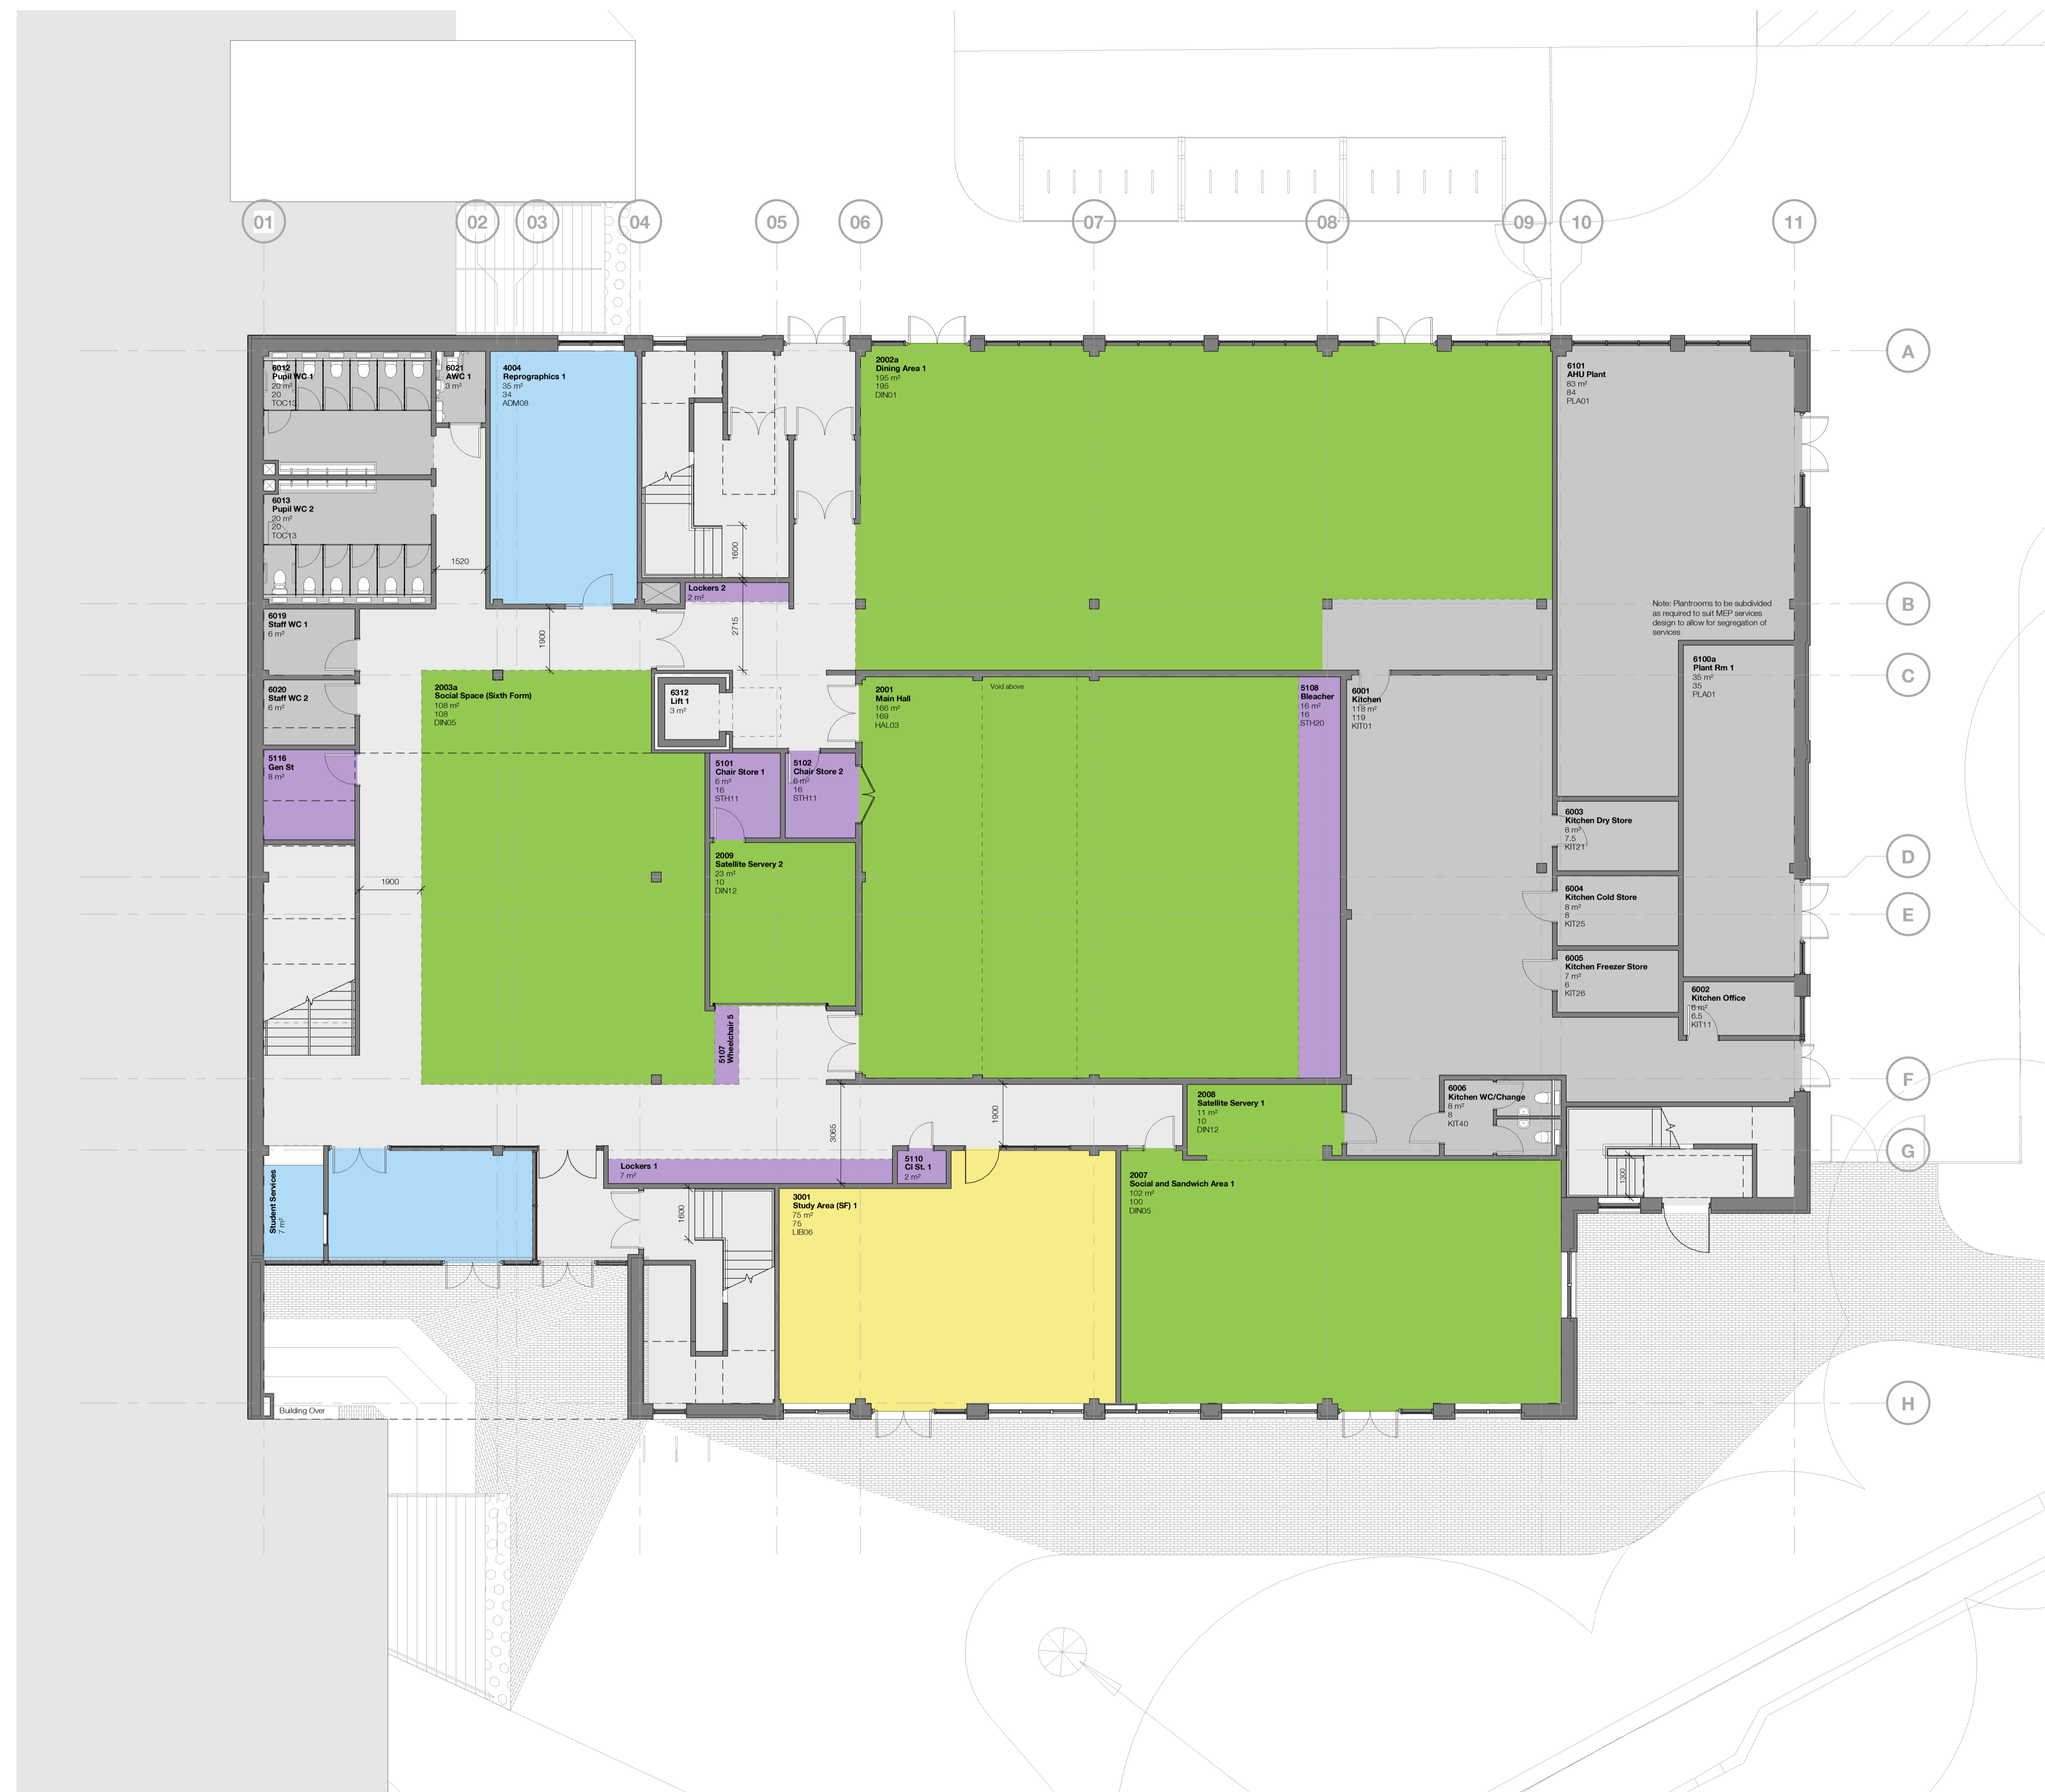 01
02
03
04
05
06
07
08
09
10
11
A
B
C
D
E
F
G
H
6012
Pupil WC 1
20 m²
20
TOC13
6021
AWC 1
3 m²
4004
Reprographics 1
35 m²
34
ADM08
2002a
Dining Area 1
195 m²
195
DIN01
6101
AHU Plant
83 m²
84
PLA01
6013
Pupil WC 2
20 m²
20
TOC13
1520
1600
Lockers 2
2 m²
2715
1900
Note: Plantrooms to be subdivided
as required to suit MEP services
design to allow for segregation of
services
6019
Staff WC 1
6 m²
6020
Staff WC 2
6 m²
2003a
Social Space (Sixth Form)
108 m²
108
DIN05
6312
Lift 1
3 m²
2001
Main Hall
166 m²
169
HAL03
Void above
5108
Bleacher
16 m²
16
STH20
6001
Kitchen
118 m²
119
KIT01
6100a
Plant Rm 1
35 m²
35
PLA01
5116
Gen St
8 m²
5101
Chair Store 1
6 m²
16
STH11
5102
Chair Store 2
6 m²
16
STH11
6003
Kitchen Dry Store
8 m²
7.5
KIT21
2009
Satellite Servery 2
23 m²
10
DIN12
1900
6004
Kitchen Cold Store
8 m²
8
KIT25
6005
Kitchen Freezer Store
7 m²
6
KIT26
6002
Kitchen Office
6 m²
6.5
KIT11
5107
Wheelchair 5
3065
1900
2008
Satellite Servery 1
11 m²
10
DIN12
6006
Kitchen WC/Change
8 m²
8
KIT40
Student Services
7 m²
Lockers 1
7 m²
5110
Cl St. 1
2 m²
1600
3001
Study Area (SF) 1
75 m²
75
LIB06
2007
Social and Sandwich Area 1
102 m²
100
DIN05
1300
Building Over